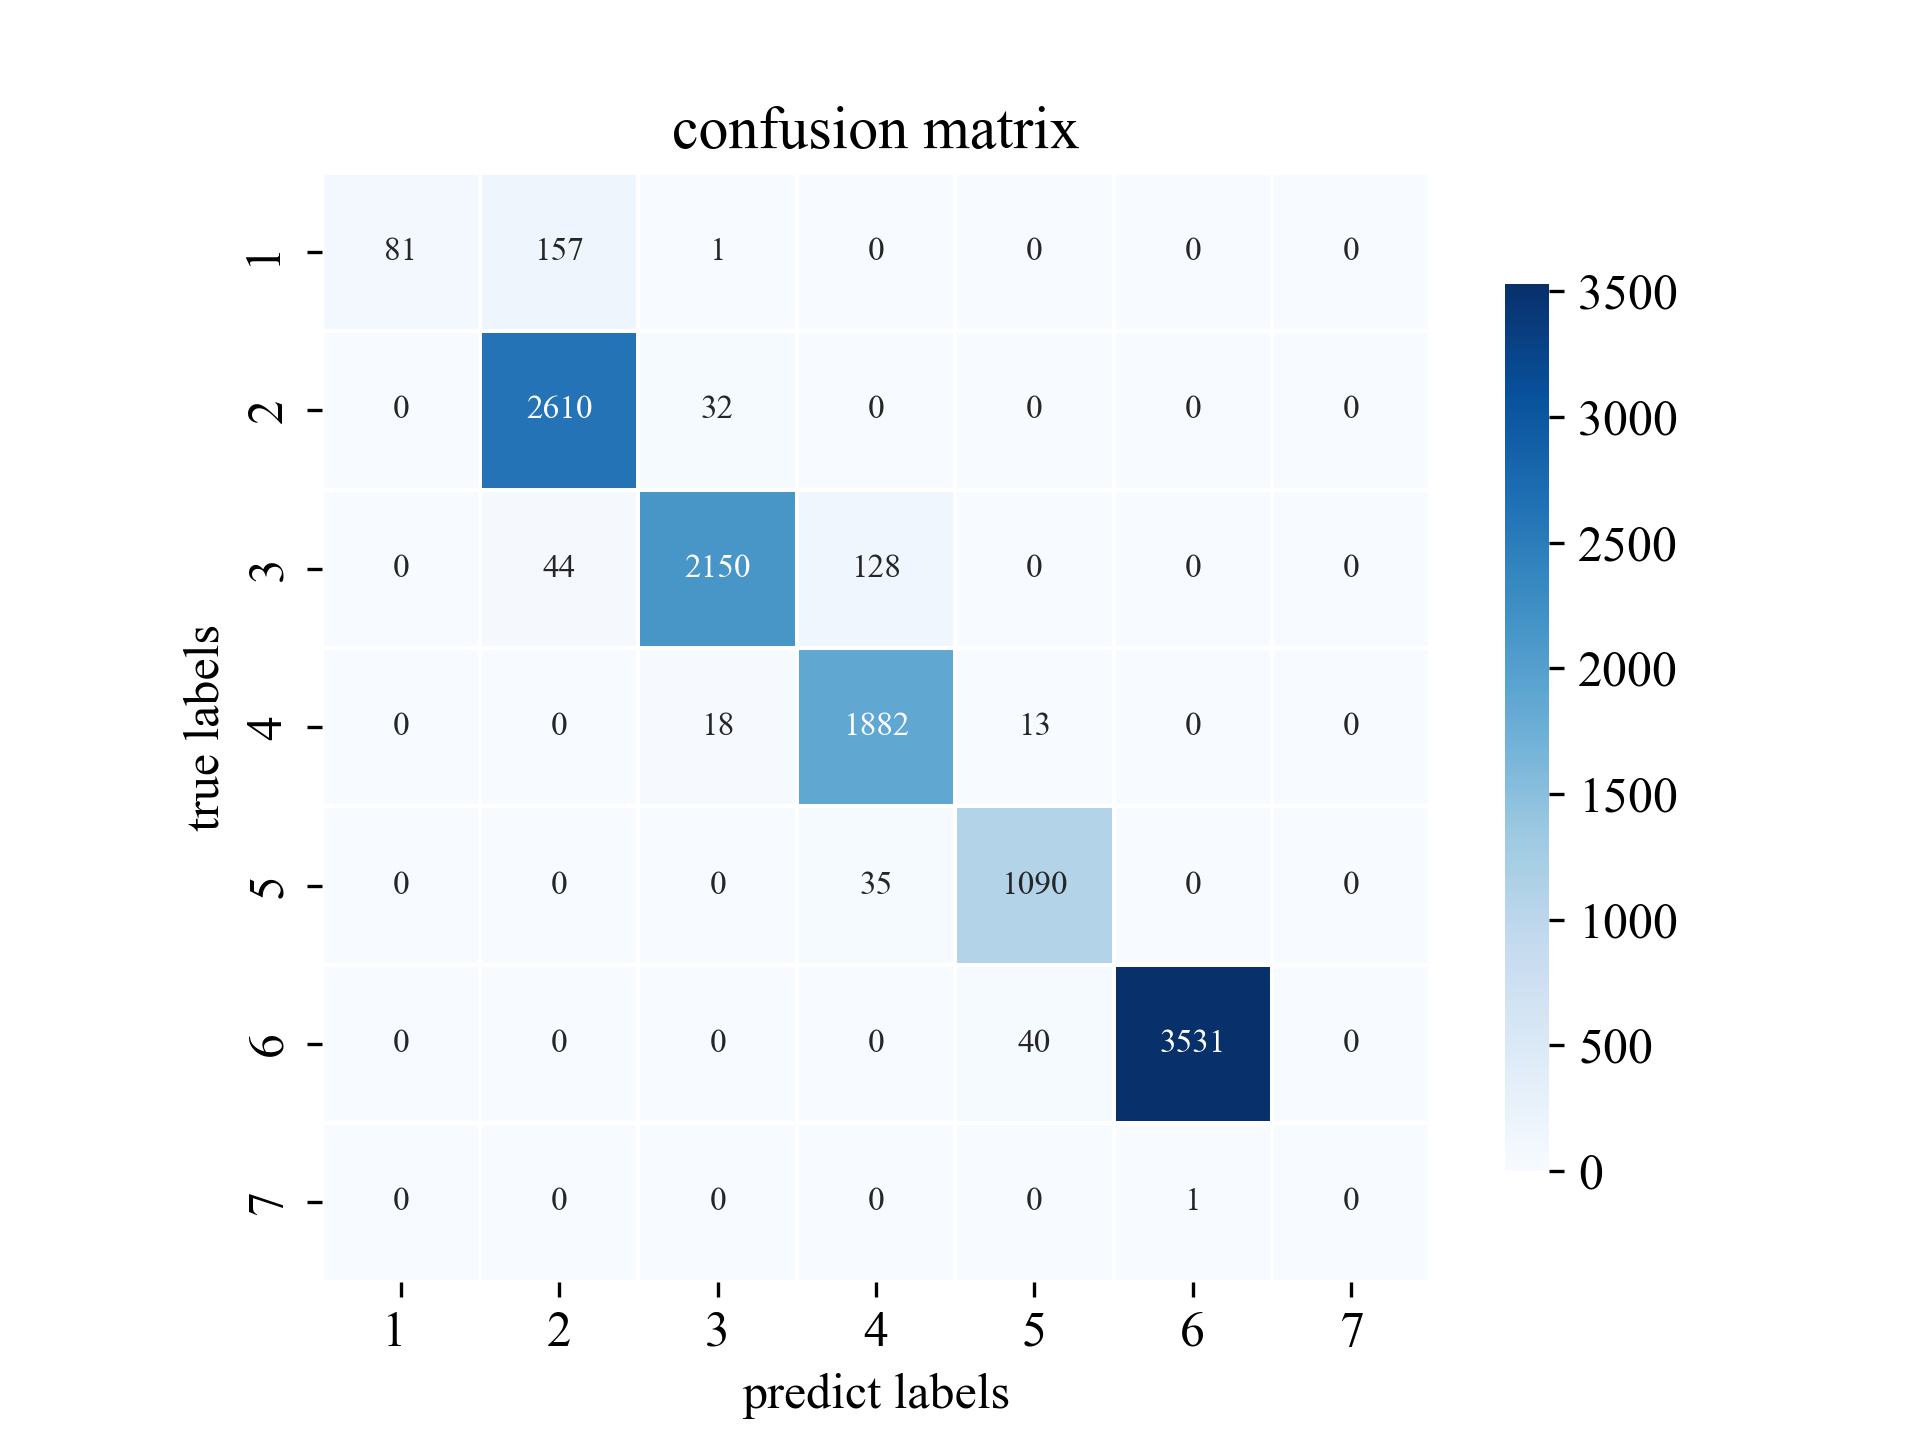 confusion matrix
1 81 157 1 0 0 0 0
2 0 2610 32 0 0 0 0
3 0 44 2150 128 0 0 0
4 0 0 18 1882 13 0 0
5 0 0 0 35 1090 0 0
6 0 0 0 0 40 3531 0
7 0 0 0 0 0 1 0
true labels
1 2 3 4 5 6 7
predict labels
3500
3000
2500
2000
1500
1000
500
0